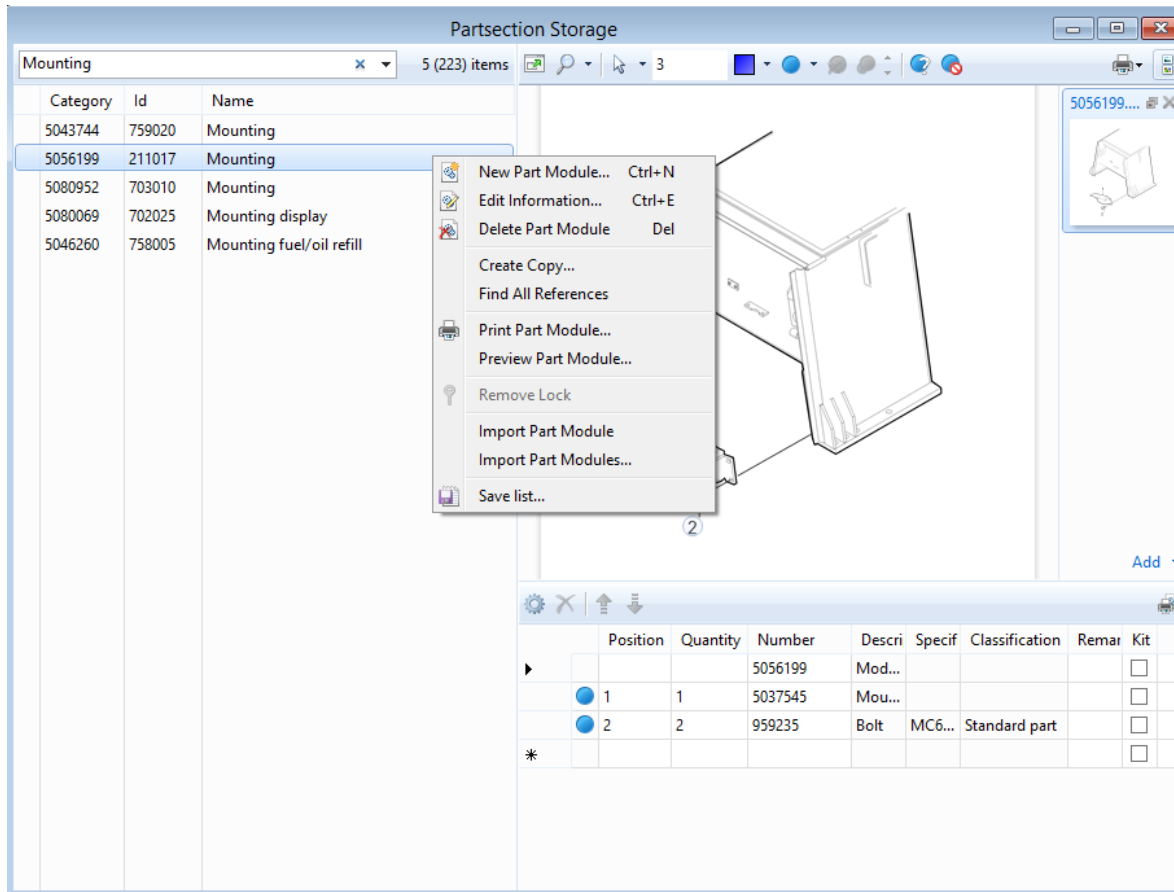 Partsection Storage
Mounting
5 (223) items
3
Category Id Name
5043744 759020 Mounting
5056199 211017 Mounting
5080952 703010 Mounting
5080069 702025 Mounting display
5046260 758005 Mounting fuel/oil refill
New Part Module... Ctrl+N
Edit Information... Ctrl+E
Delete Part Module Del
Create Copy...
Find All References
Print Part Module...
Preview Part Module...
Remove Lock
Import Part Module
Import Part Modules...
Save list...
2
5056199....
Add
Position Quantity Number Descri Specif Classification Remar Kit
5056199 Mod...
1 1 5037545 Mou...
2 2 959235 Bolt MC6... Standard part